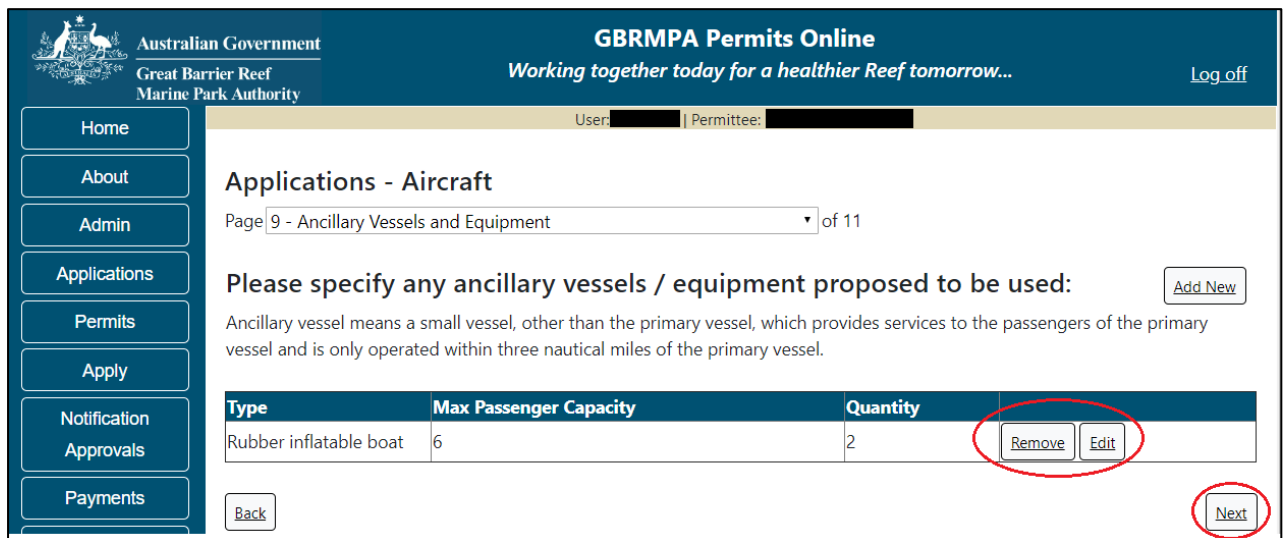 Australian Government
Great Barrier Reef
Marine Park Authority
GBRMPA Permits Online
Working together today for a healthier Reef tomorrow...
Log off
User: | Permittee:
Home
About
Admin
Applications
Permits
Apply
Notification
Approvals
Payments
Applications - Aircraft
Page 9 - Ancillary Vessels and Equipment of 11
Please specify any ancillary vessels / equipment proposed to be used:
Add New
Ancillary vessel means a small vessel, other than the primary vessel, which provides services to the passengers of the primary
vessel and is only operated within three nautical miles of the primary vessel.
Type Max Passenger Capacity Quantity
Rubber inflatable boat 6 2 Remove Edit
Back
Next